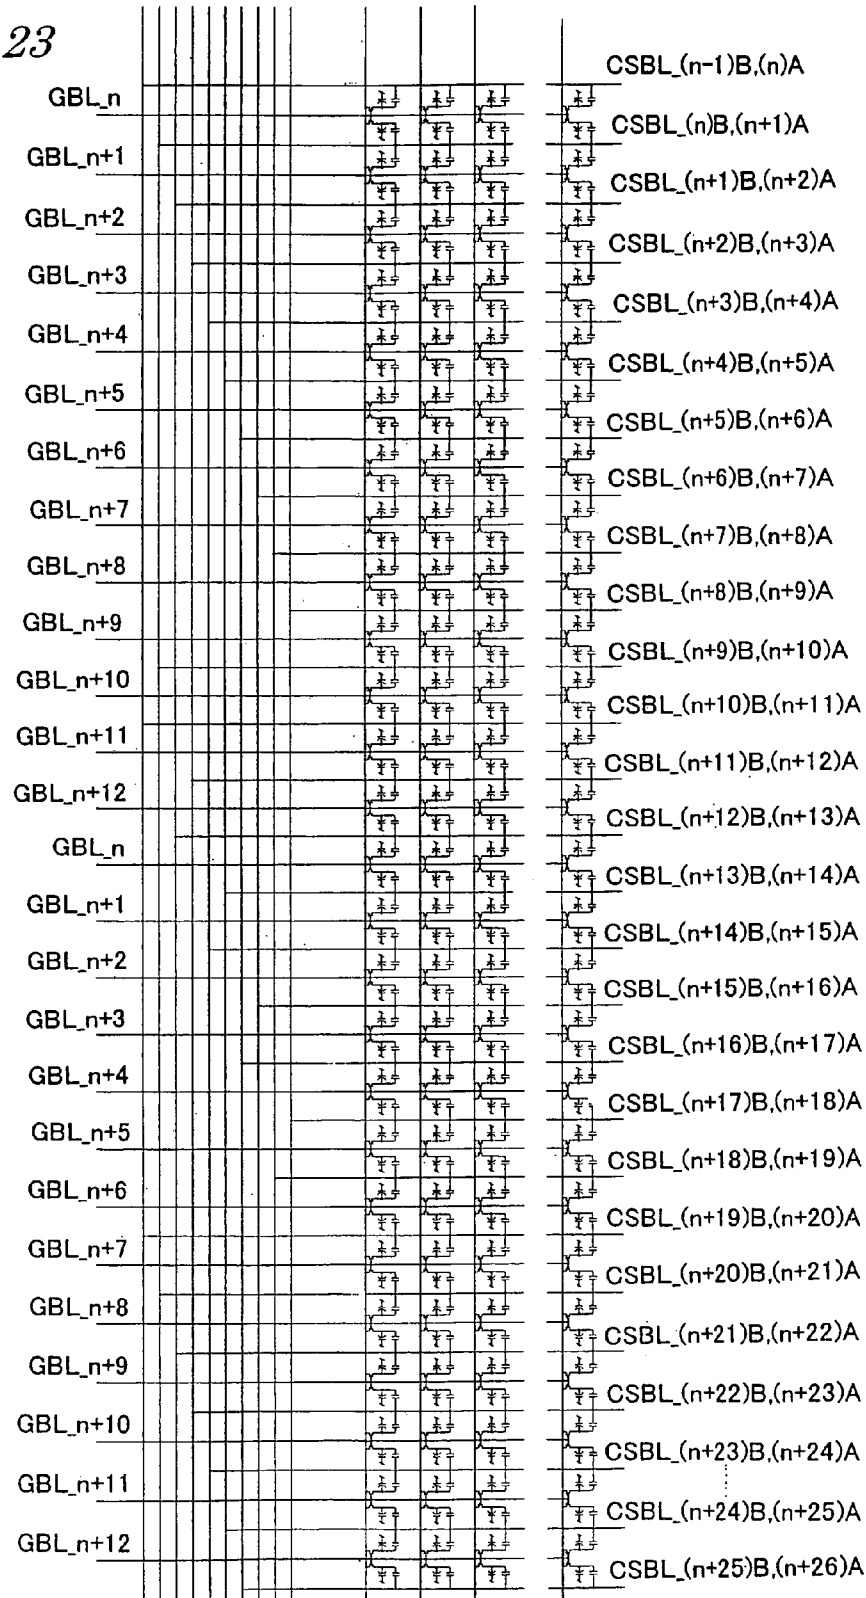 23
CSBL_(n-1)B,(n)A
GBL_n
CSBL_(n)B,(n+1)A
GBL_n+1
CSBL_(n+1)B,(n+2)A
GBL_n+2
CSBL_(n+2)B,(n+3)A
GBL_n+3
CSBL_(n+3)B,(n+4)A
GBL_n+4
CSBL_(n+4)B,(n+5)A
GBL_n+5
CSBL_(n+5)B,(n+6)A
GBL_n+6
CSBL_(n+6)B,(n+7)A
GBL_n+7
CSBL_(n+7)B,(n+8)A
GBL_n+8
CSBL_(n+8)B,(n+9)A
GBL_n+9
CSBL_(n+9)B,(n+10)A
GBL_n+10
CSBL_(n+10)B,(n+11)A
GBL_n+11
CSBL_(n+11)B,(n+12)A
GBL_n+12
CSBL_(n+12)B,(n+13)A
GBL_n
CSBL_(n+13)B,(n+14)A
GBL_n+1
CSBL_(n+14)B,(n+15)A
GBL_n+2
CSBL_(n+15)B,(n+16)A
GBL_n+3
CSBL_(n+16)B,(n+17)A
GBL_n+4
CSBL_(n+17)B,(n+18)A
GBL_n+5
CSBL_(n+18)B,(n+19)A
GBL_n+6
CSBL_(n+19)B,(n+20)A
GBL_n+7
CSBL_(n+20)B,(n+21)A
GBL_n+8
CSBL_(n+21)B,(n+22)A
GBL_n+9
CSBL_(n+22)B,(n+23)A
GBL_n+10
CSBL_(n+23)B,(n+24)A
GBL_n+11
CSBL_(n+24)B,(n+25)A
GBL_n+12
CSBL_(n+25)B,(n+26)A